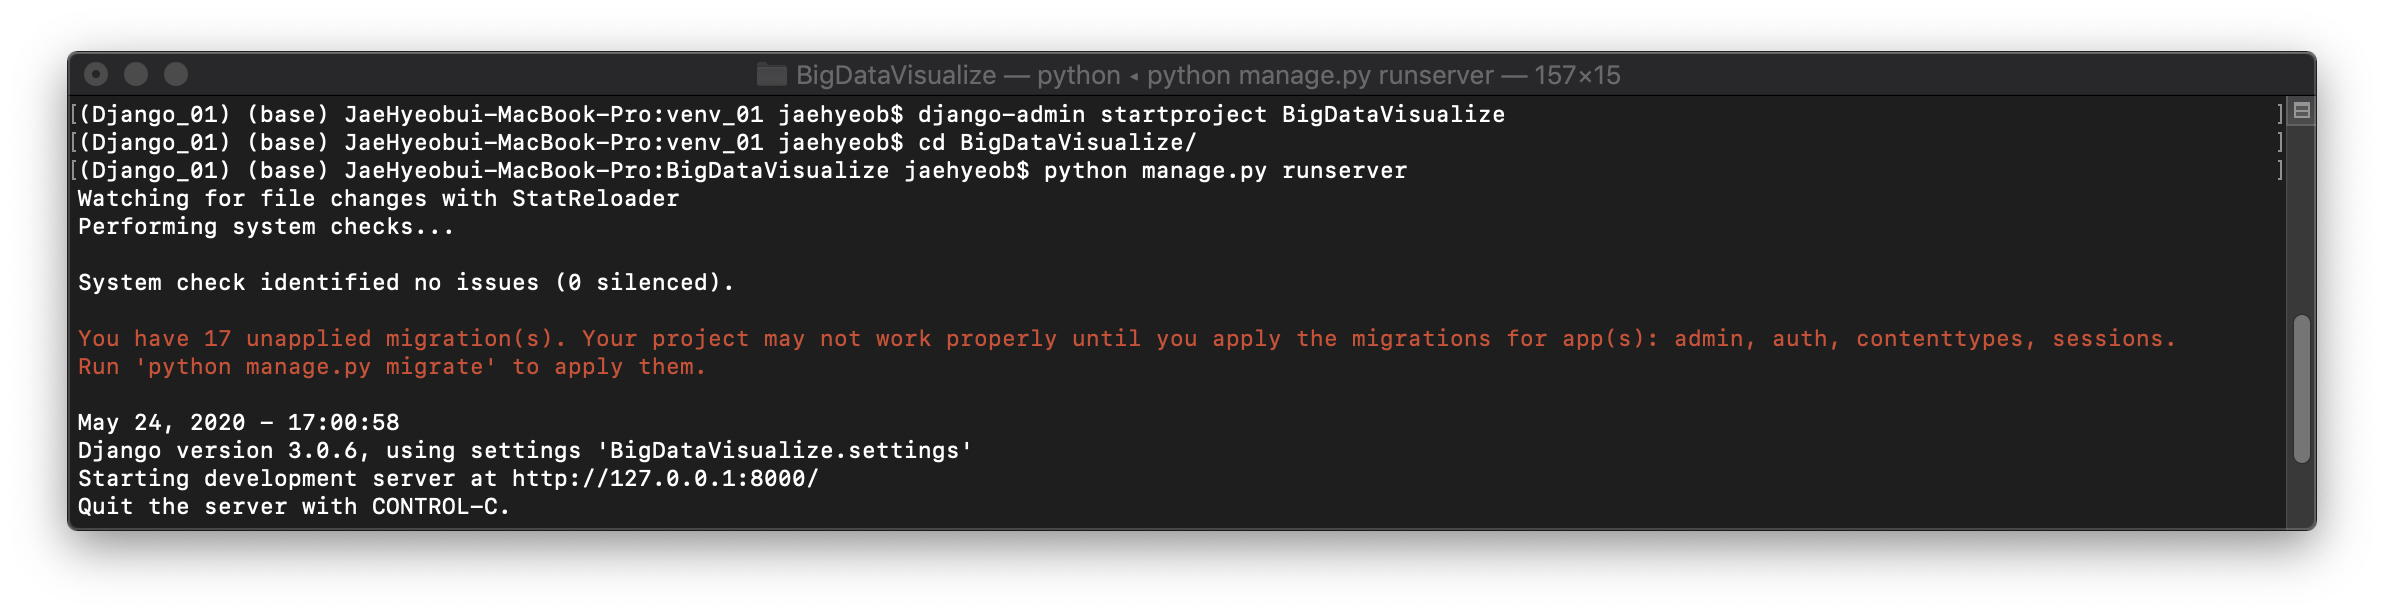 BigDataVisualize — python ◂ python manage.py runserver — 157×15
[(Django_01) (base) JaeHyeobui-MacBook-Pro:venv_01 jaehyeob$ django-admin startproject BigDataVisualize ]
[(Django_01) (base) JaeHyeobui-MacBook-Pro:venv_01 jaehyeob$ cd BigDataVisualize/ ]
[(Django_01) (base) JaeHyeobui-MacBook-Pro:BigDataVisualize jaehyeob$ python manage.py runserver ]
Watching for file changes with StatReloader
Performing system checks...
System check identified no issues (0 silenced).
You have 17 unapplied migration(s). Your project may not work properly until you apply the migrations for app(s): admin, auth, contenttypes, sessions.
Run 'python manage.py migrate' to apply them.
May 24, 2020 - 17:00:58
Django version 3.0.6, using settings 'BigDataVisualize.settings'
Starting development server at http://127.0.0.1:8000/
Quit the server with CONTROL-C.